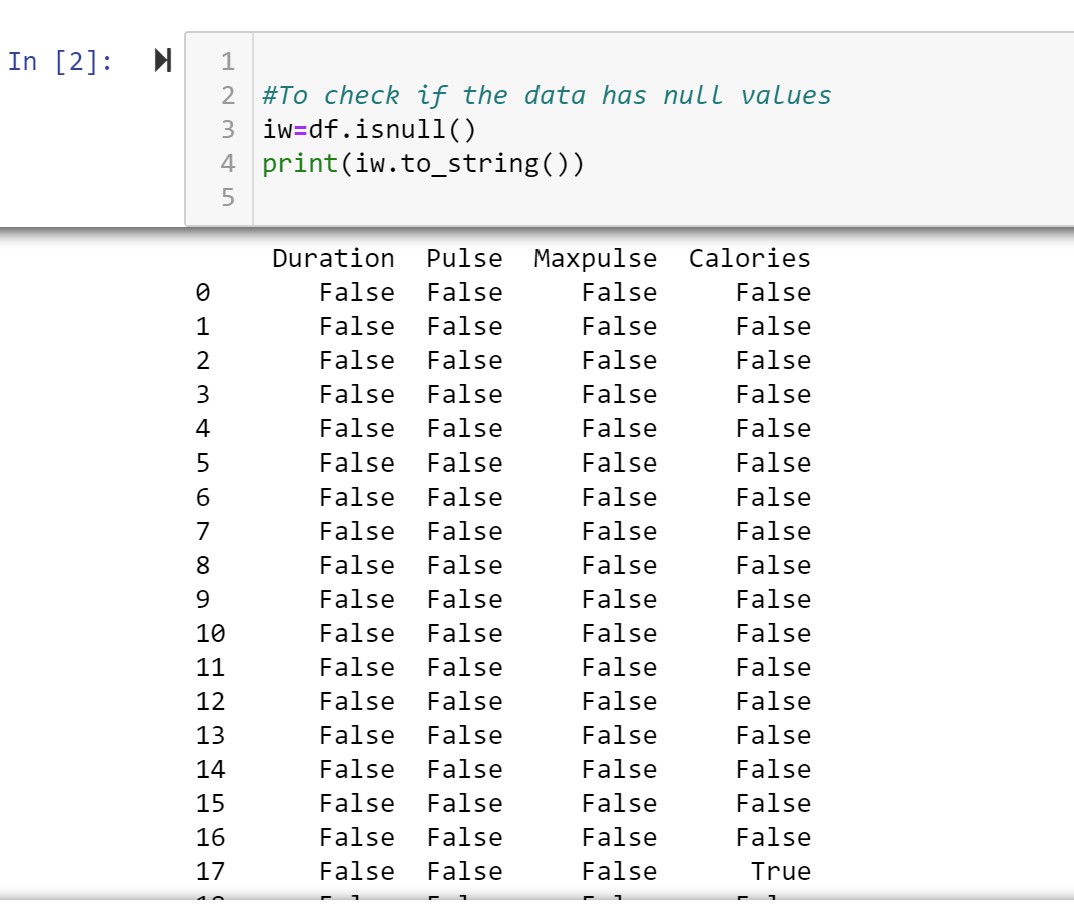 In [2]:
1
2 #To check if the data has null values
3 iw=df.isnull()
4 print(iw.to_string())
5
Duration Pulse Maxpulse Calories
0 False False False False
1 False False False False
2 False False False False
3 False False False False
4 False False False False
5 False False False False
6 False False False False
7 False False False False
8 False False False False
9 False False False False
10 False False False False
11 False False False False
12 False False False False
13 False False False False
14 False False False False
15 False False False False
16 False False False False
17 False False False True